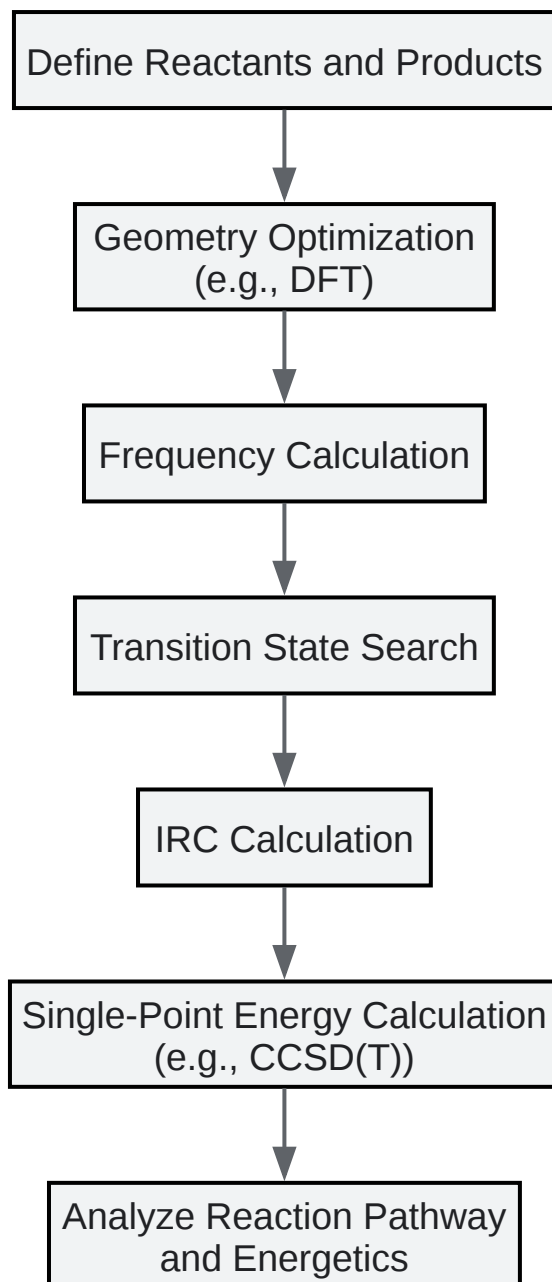 Define Reactants and Products
Geometry Optimization
(e.g., DFT)
Frequency Calculation
Transition State Search
IRC Calculation
Single-Point Energy Calculation
(e.g., CCSD(T))
Analyze Reaction Pathway
and Energetics